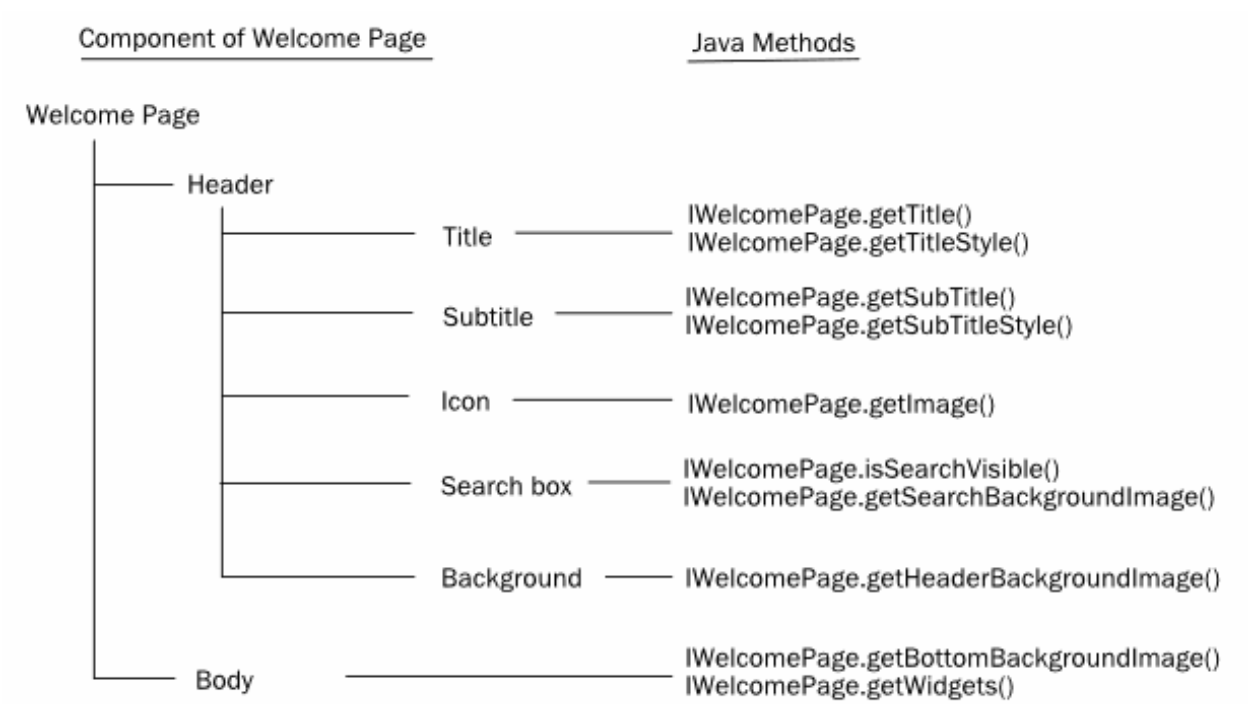 Component of Welcome Page
Java Methods
Welcome Page
Header
Title
IWelcomePage.getTitle()
IWelcomePage.getTitleStyle()
Subtitle
IWelcomePage.getSubTitle()
IWelcomePage.getSubTitleStyle()
Icon
IWelcomePage.getImage()
Search box
IWelcomePage.isSearchVisible()
IWelcomePage.getSearchBackgroundImage()
Background
IWelcomePage.getHeaderBackgroundImage()
Body
IWelcomePage.getBottomBackgroundImage()
IWelcomePage.getWidgets()